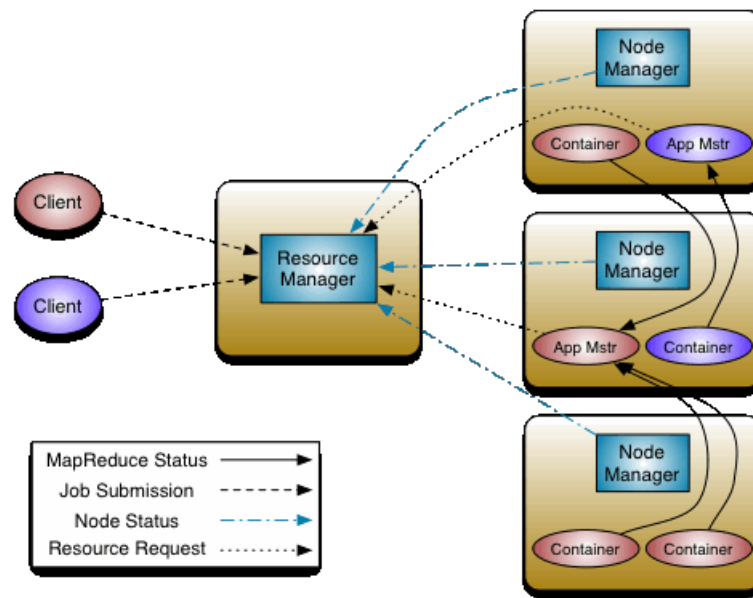 Node
Manager
Container
App Mstr
Client
Resource
Manager
Node
Manager
Client
App Mstr
Container
Node
Manager
Container
Container
MapReduce Status
Job Submission
Node Status
Resource Request